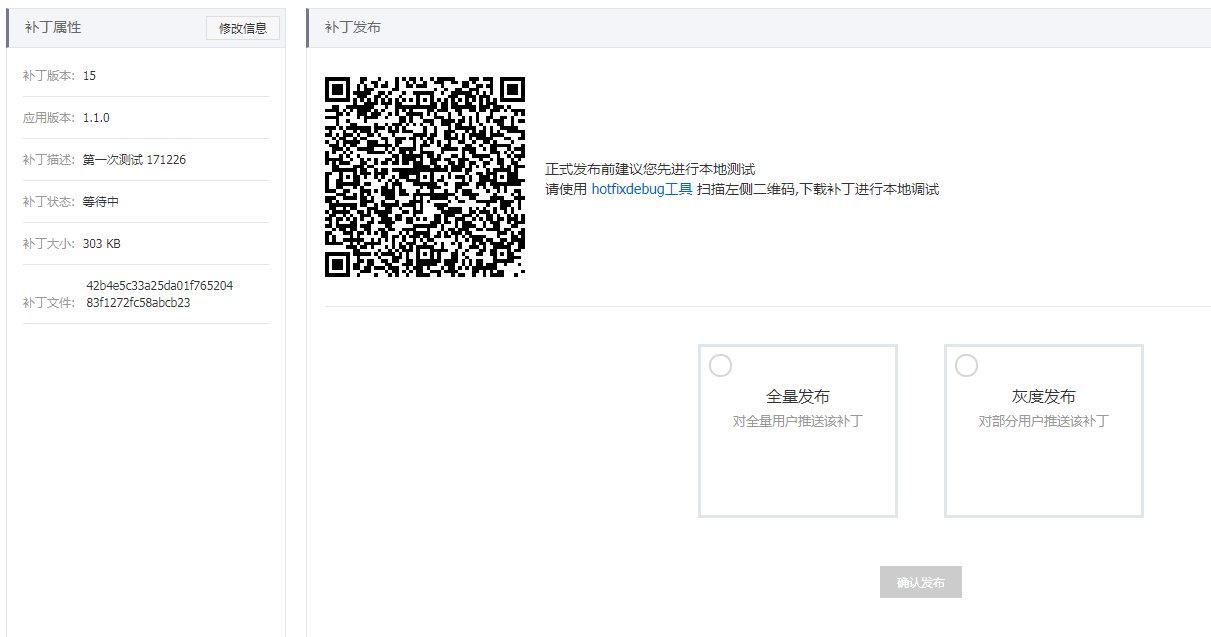 补丁属性
修改信息
补丁版本: 15
应用版本: 1.1.0
补丁描述: 第一次测试 171226
补丁状态: 等待中
补丁大小: 303 KB
补丁文件: 42b4e5c33a25da01f765204
83f1272fc58abcb23
补丁发布
正式发布前建议您先进行本地测试
请使用 hotfixdebug工具 扫描左侧二维码,下载补丁进行本地调试
全量发布
对全量用户推送该补丁
灰度发布
对部分用户推送该补丁
确认发布